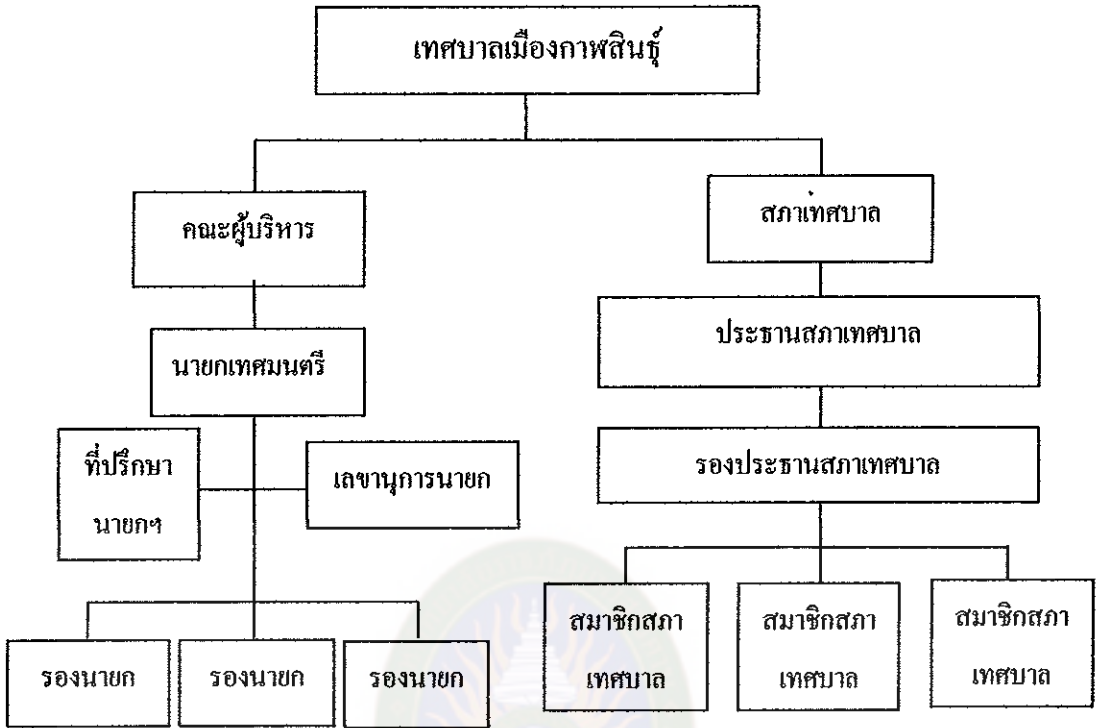 เทศบาลเมืองกาฬสินธุ์
คณะผู้บริหาร
สภาเทศบาล
นายกเทศมนตรี
ประธานสภาเทศบาล
ที่ปรึกษา
นายกฯ
เลขานุการนายก
รองประธานสภาเทศบาล
รองนายก
รองนายก
รองนายก
สมาชิกสภา
เทศบาล
สมาชิกสภา
เทศบาล
สมาชิกสภา
เทศบาล